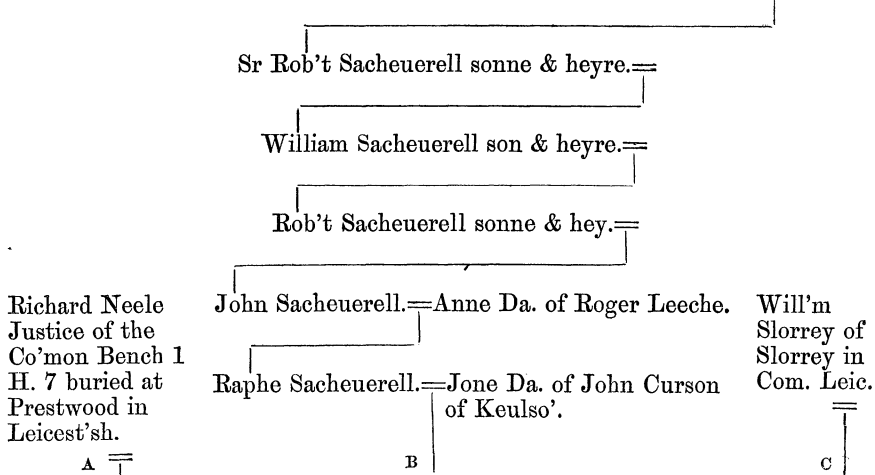 Sr Rob't Sacheuerell sonne & heyre.=
William Sacheuerell son & heyre.=
Rob't Sacheuerell sonne & hey.=
Richard Neele
Justice of the
Co'mon Bench 1
H. 7 buried at
Prestwood in
Leicest'sh.
John Sacheuerell.=Anne Da. of Roger Leeche.
Raphe Sacheuerell.=Jone Da. of John Curson
of Keulso'.
Will'm
Slorrey of
Slorrey in
Com. Leic.
A
B
C